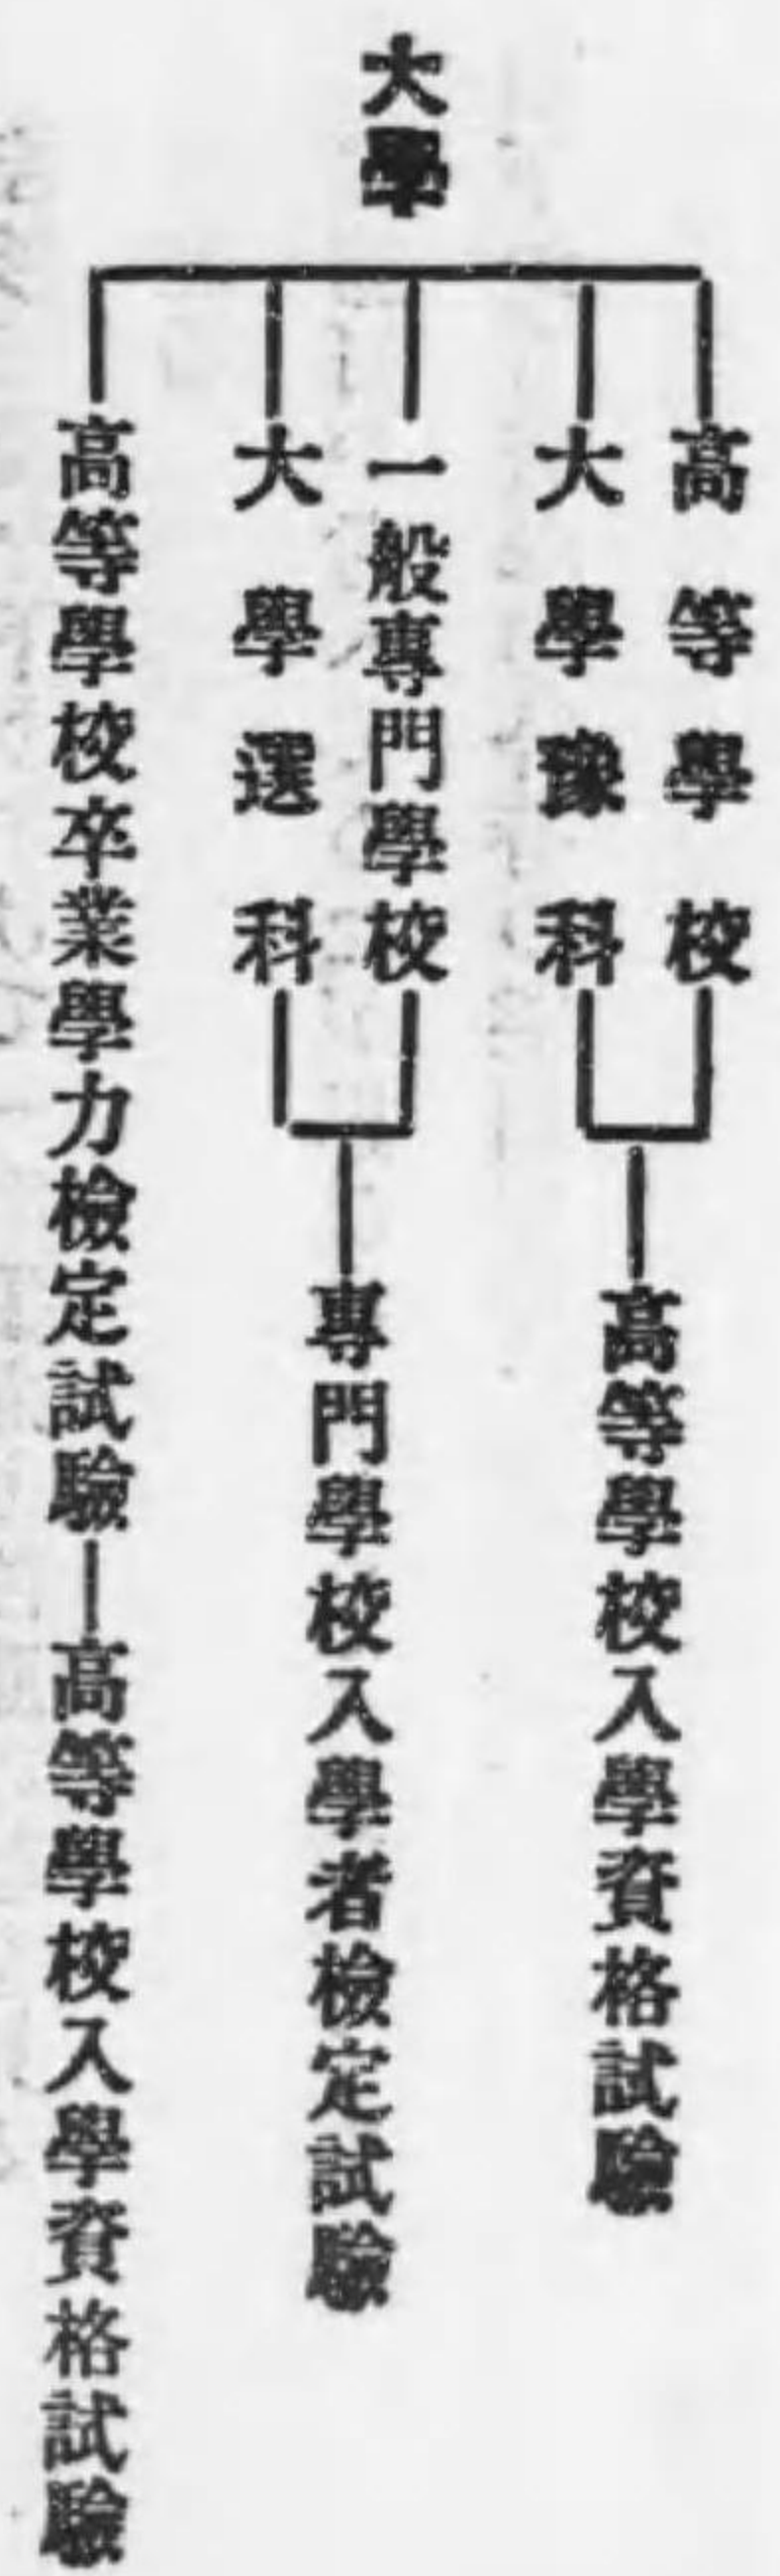 大學
高等學校
大學豫科
高等學校入學資格試驗
一般專門學校
大學選科
專門學校入學者檢定試驗
高等學校卒業學力檢定試驗
高等學校入學資格試驗